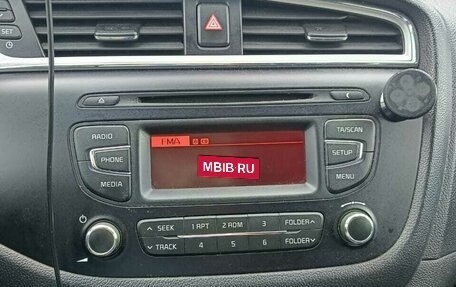 SET
RADIO
PHONE
MEDIA
FMA
MBIB.RU
TA/SCAN
SETUP
MENU
SEEK 1 RPT 2 RDM 3 FOLDER
TRACK 4 5 6 FOLDER